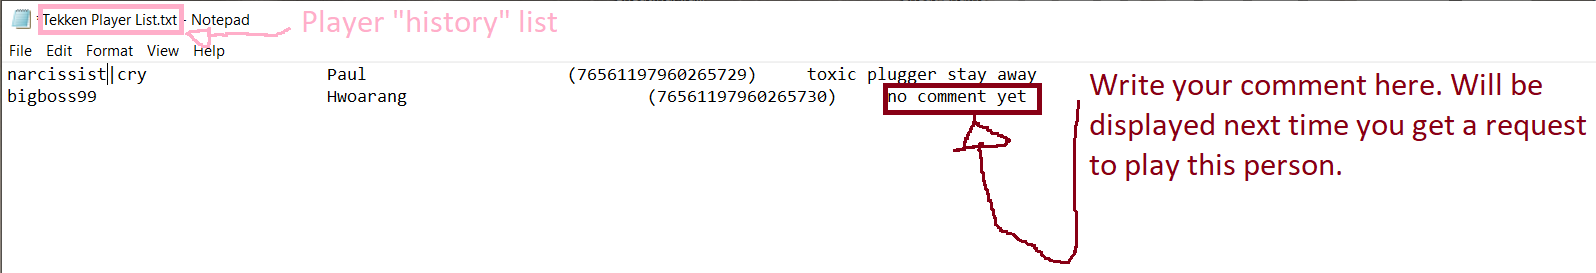 *Tekken Player List.txt - Notepad
Player "history" list
File Edit Format View Help
narcissist|cry Paul (76561197960265729) toxic plugger stay away
bigboss99 Hwoarang (76561197960265730) no comment yet
Write your comment here. Will be
displayed next time you get a request
to play this person.